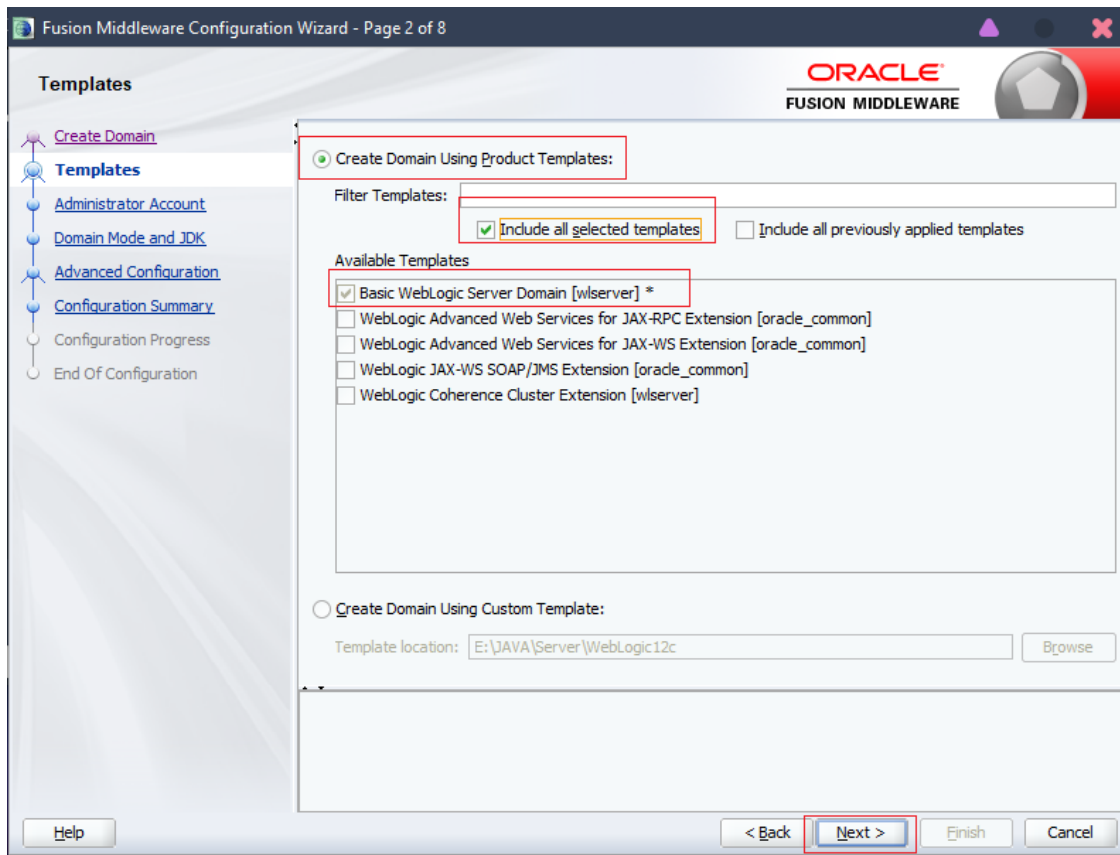 Fusion Middleware Configuration Wizard - Page 2 of 8
Templates
ORACLE
FUSION MIDDLEWARE
Create Domain
Templates
Administrator Account
Domain Mode and JDK
Advanced Configuration
Configuration Summary
Configuration Progress
End Of Configuration
Create Domain Using Product Templates:
Filter Templates:
Include all selected templates
Include all previously applied templates
Available Templates
Basic WebLogic Server Domain [wlserver] *
WebLogic Advanced Web Services for JAX-RPC Extension [oracle_common]
WebLogic Advanced Web Services for JAX-WS Extension [oracle_common]
WebLogic JAX-WS SOAP/JMS Extension [oracle_common]
WebLogic Coherence Cluster Extension [wlserver]
Create Domain Using Custom Template:
Template location: E:\JAVA\Server\WebLogic12c Browse
Help < Back Next > Finish Cancel